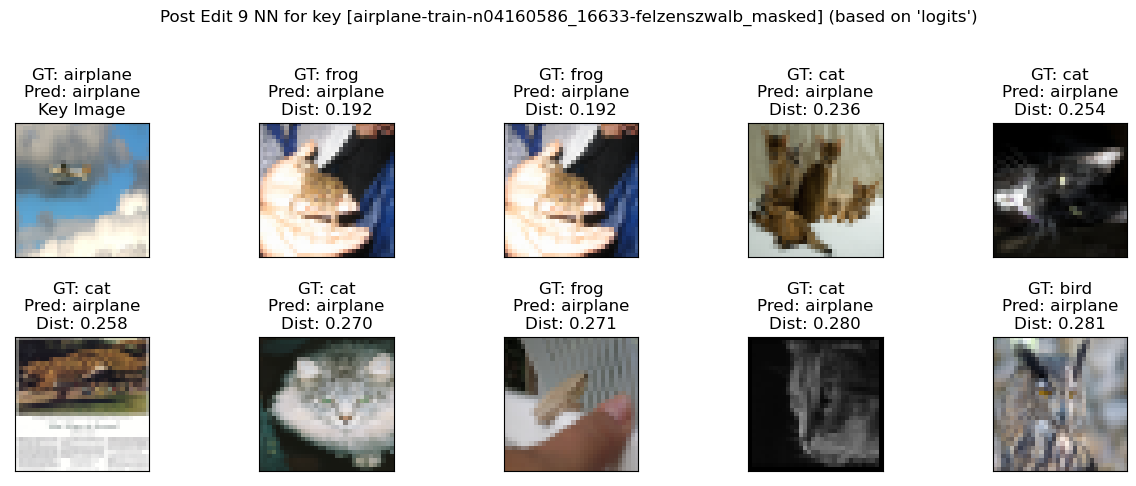 Post Edit 9 NN for key [airplane-train-n04160586_16633-felzenszwalb_masked] (based on 'logits')
GT: airplane
Pred: airplane
Key Image
GT: frog
Pred: airplane
Dist: 0.192
GT: frog
Pred: airplane
Dist: 0.192
GT: cat
Pred: airplane
Dist: 0.236
GT: cat
Pred: airplane
Dist: 0.254
GT: cat
Pred: airplane
Dist: 0.258
GT: cat
Pred: airplane
Dist: 0.270
GT: frog
Pred: airplane
Dist: 0.271
GT: cat
Pred: airplane
Dist: 0.280
GT: bird
Pred: airplane
Dist: 0.281